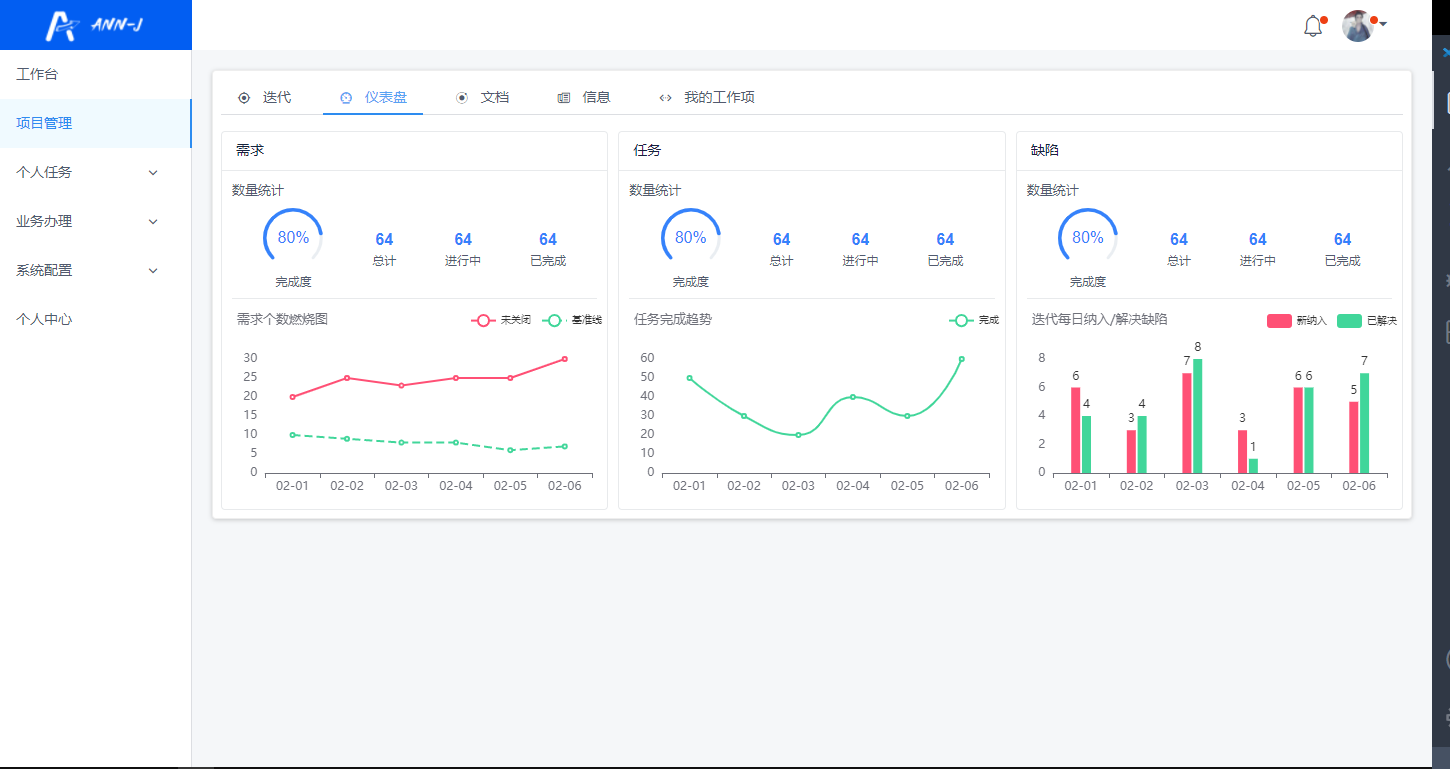 ANN-J
工作台
项目管理
个人任务
业务办理
系统配置
个人中心
迭代 仪表盘 文档 信息 我的工作项
需求
数量统计
80%
完成度
64 64 64
总计 进行中 已完成
需求个数燃烧图
未关闭 基准线
30
25
20
15
10
5
0
02-01 02-02 02-03 02-04 02-05 02-06
任务
数量统计
80%
完成度
64 64 64
总计 进行中 已完成
任务完成趋势
完成
60
50
40
30
20
10
0
02-01 02-02 02-03 02-04 02-05 02-06
缺陷
数量统计
80%
完成度
64 64 64
总计 进行中 已完成
迭代每日纳入/解决缺陷
新纳入 已解决
8
6
4
2
0
6 4 3 4 7 8 3 1 6 6 5 7
02-01 02-02 02-03 02-04 02-05 02-06